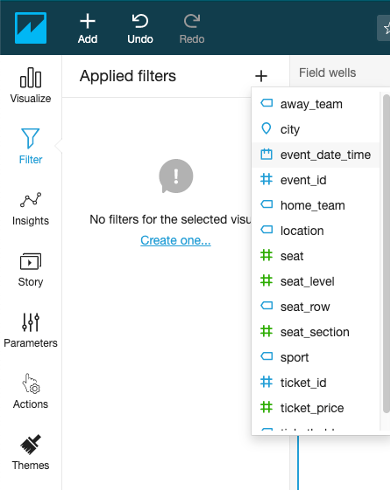 Add
Undo
Redo
Visualize
Filter
Insights
Story
Parameters
Actions
Themes
Applied filters
No filters for the selected visu
Create one...
Field wells
away_team
city
event_date_time
event_id
home_team
location
seat
seat_level
seat_row
seat_section
sport
ticket_id
ticket_price